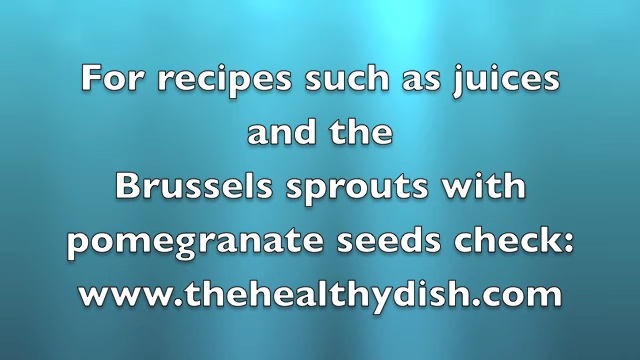 For recipes such as juices
and the
Brussels sprouts with
pomegranate seeds check:
www.thehealthydish.com